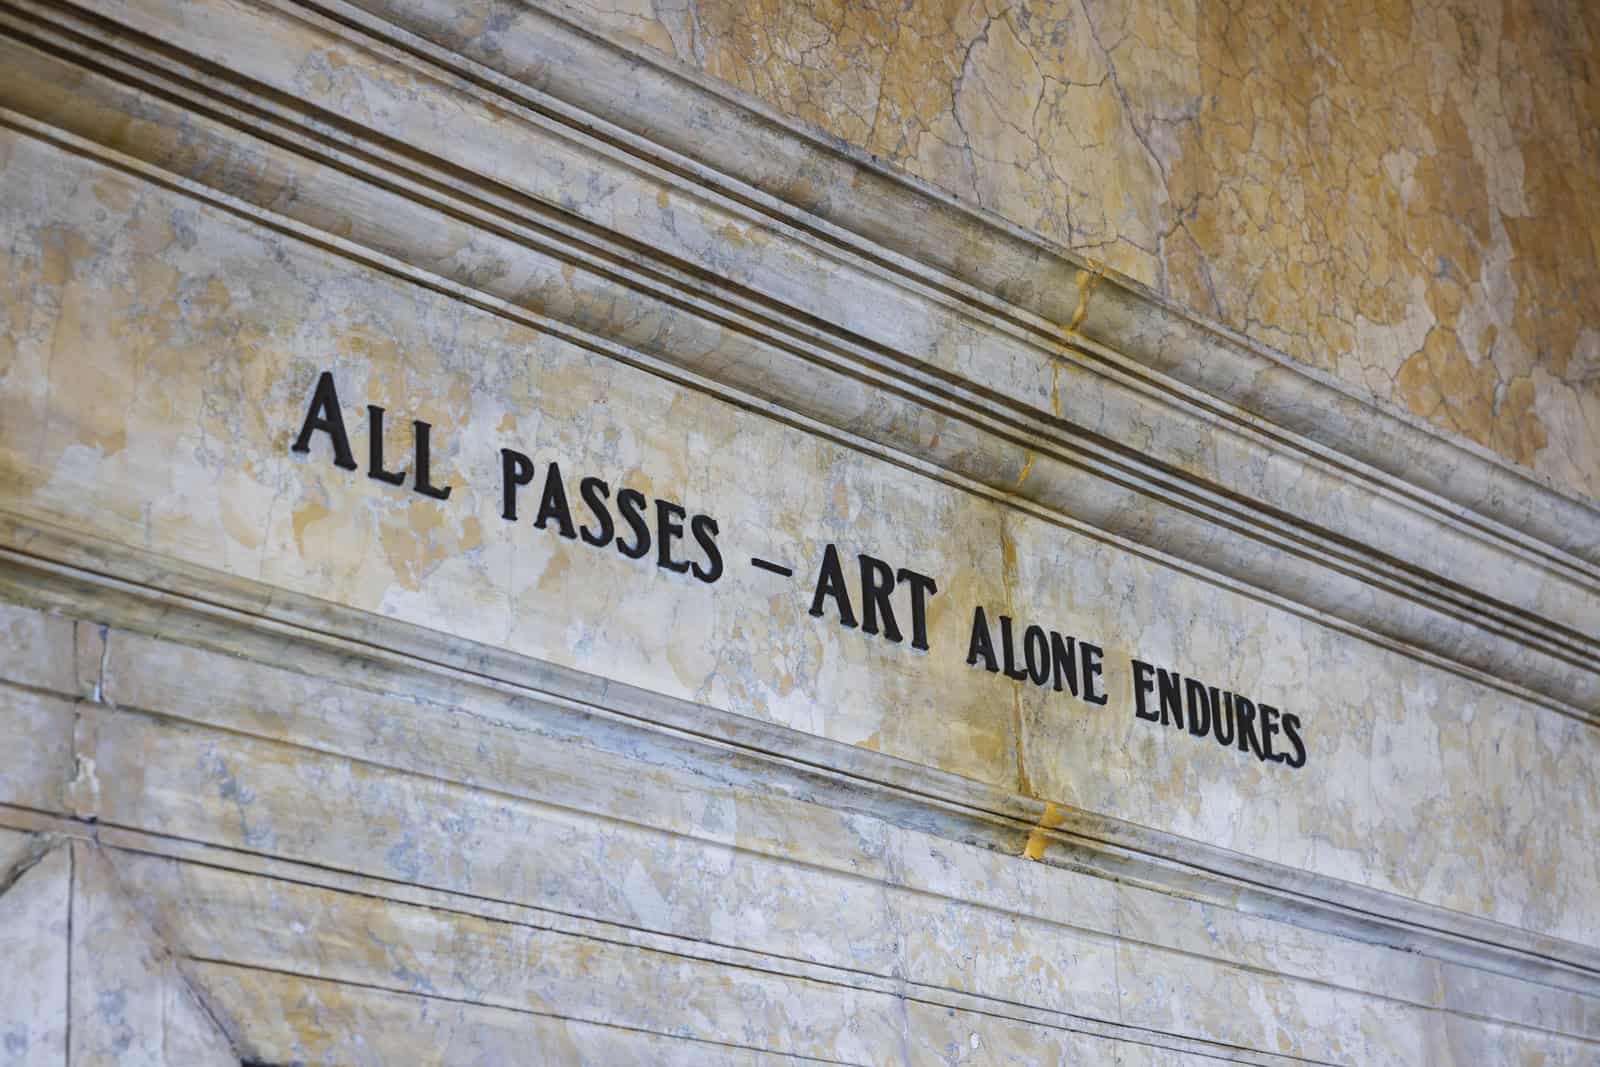 ALL PASSES – ART ALONE ENDURES